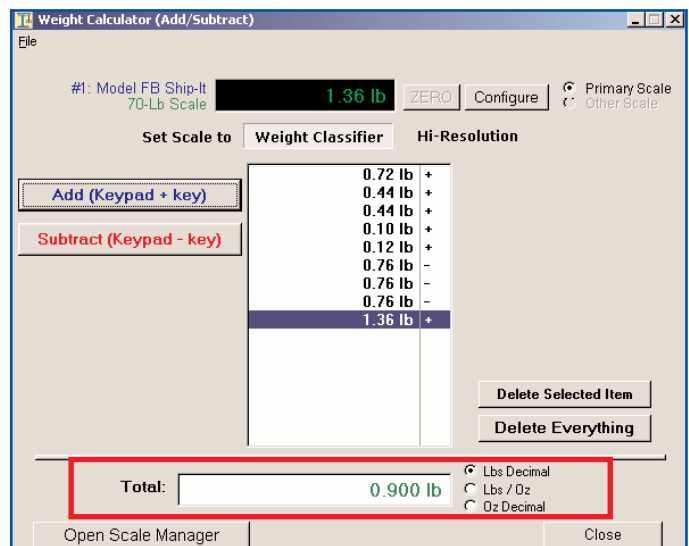 Weight Calculator (Add/Subtract)
File
#1: Model FB Ship-It
70-Lb Scale
1.36 lb
ZERO
Configure
Primary Scale
Other Scale
Set Scale to
Weight Classifier
Hi-Resolution
Add (Keypad + key)
Subtract (Keypad - key)
0.72 lb +
0.44 lb +
0.44 lb +
0.10 lb +
0.12 lb +
0.76 lb -
0.76 lb -
0.76 lb -
1.36 lb +
Delete Selected Item
Delete Everything
Total:
0.900 lb
Lbs Decimal
Lbs / Oz
Oz Decimal
Open Scale Manager
Close